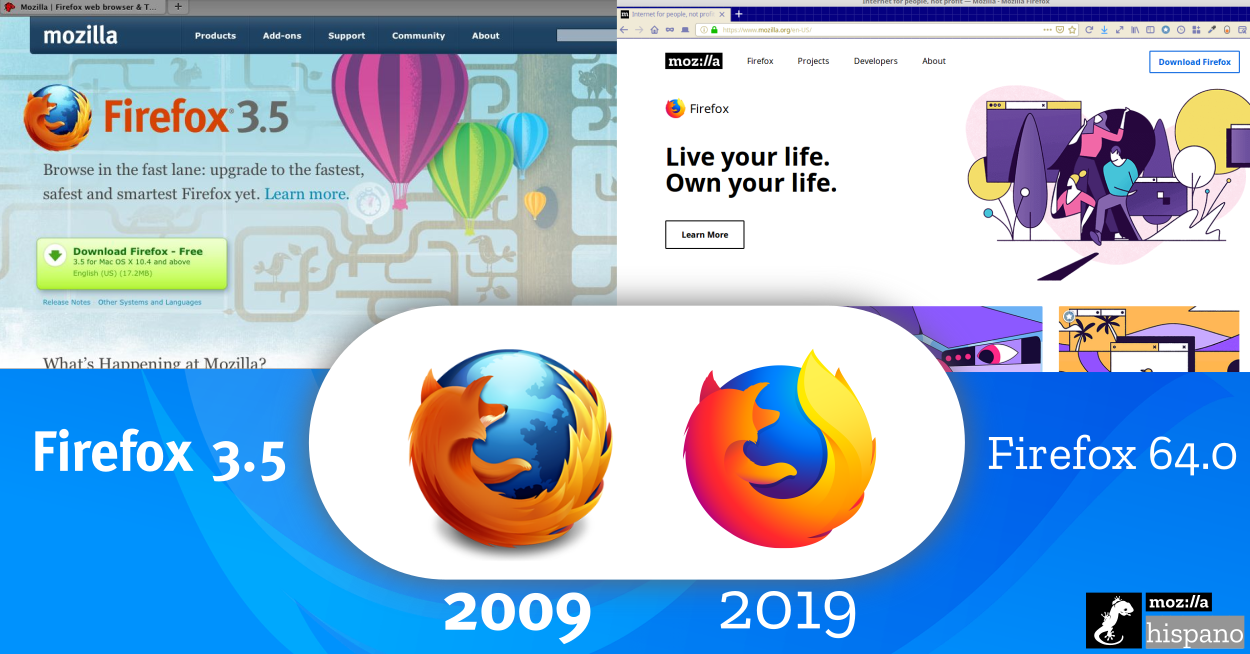 Mozilla | Firefox web browser & T...
+
mozilla
Products
Add-ons
Support
Community
About
Firefox® 3.5
Browse in the fast lane: upgrade to the fastest,
safest and smartest Firefox yet. Learn more.
Download Firefox - Free
3.5 for Mac OS X 10.4 and above
English (US) (17.2MB)
Release Notes
Other Systems and Languages
What's Happening at Mozilla?
Internet for people, not profit — Mozilla - Mozilla Firefox
Internet for people, not profit
https://www.mozilla.org/en-US/
moz://a
Firefox
Projects
Developers
About
Download Firefox
Firefox
Live your life.
Own your life.
Learn More
Firefox 3.5
Firefox 64.0
2009
2019
moz://a
hispano